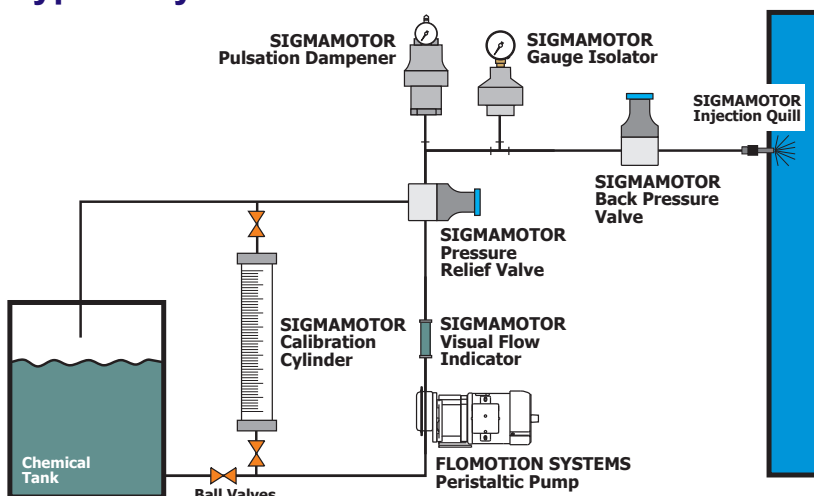 SIGMAMOTOR
Pulsation Dampener
SIGMAMOTOR
Gauge Isolator
SIGMAMOTOR
Injection Quill
SIGMAMOTOR
Back Pressure
Valve
SIGMAMOTOR
Pressure
Relief Valve
SIGMAMOTOR
Calibration
Cylinder
SIGMAMOTOR
Visual Flow
Indicator
Chemical
Tank
Ball Valves
FLOMOTION SYSTEMS
Peristaltic Pump